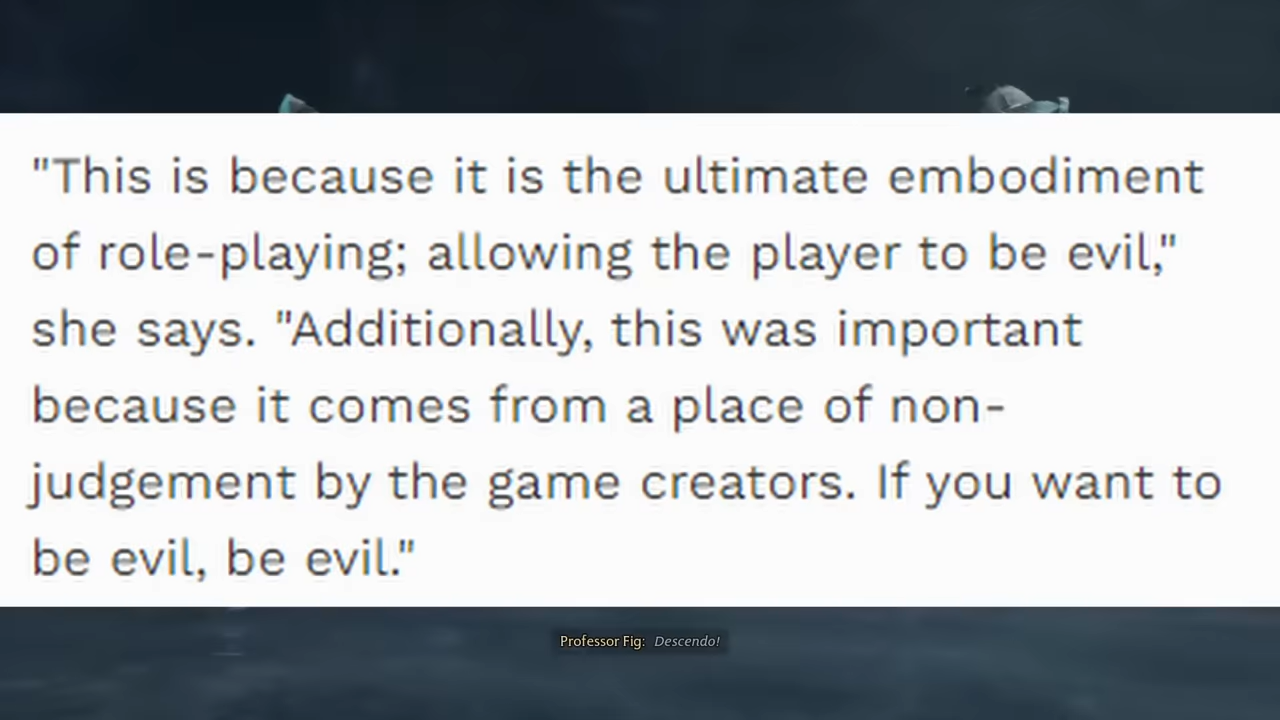 "This is because it is the ultimate embodiment
of role-playing; allowing the player to be evil,"
she says. "Additionally, this was important
because it comes from a place of non-
judgement by the game creators. If you want to
be evil, be evil."
Professor Fig: Descendo!